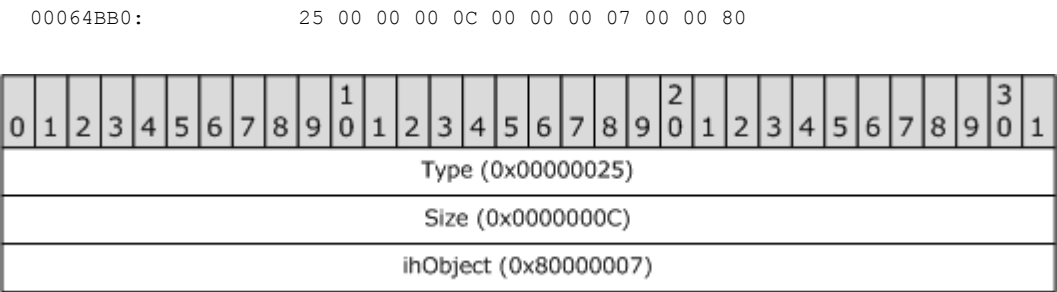 00064BB0: 25 00 00 00 0C 00 00 00 07 00 00 80
1 2 3
0 1 2 3 4 5 6 7 8 9 0 1 2 3 4 5 6 7 8 9 0 1 2 3 4 5 6 7 8 9 0 1
Type (0x00000025)
Size (0x0000000C)
ihObject (0x80000007)